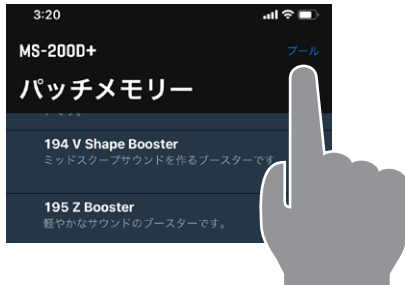 3:20
MS-200D+
プール
パッチメモリー
194 V Shape Booster
ミッドスクープサウンドを作るブースターです
195 Z Booster
軽やかなサウンドのブースターです。